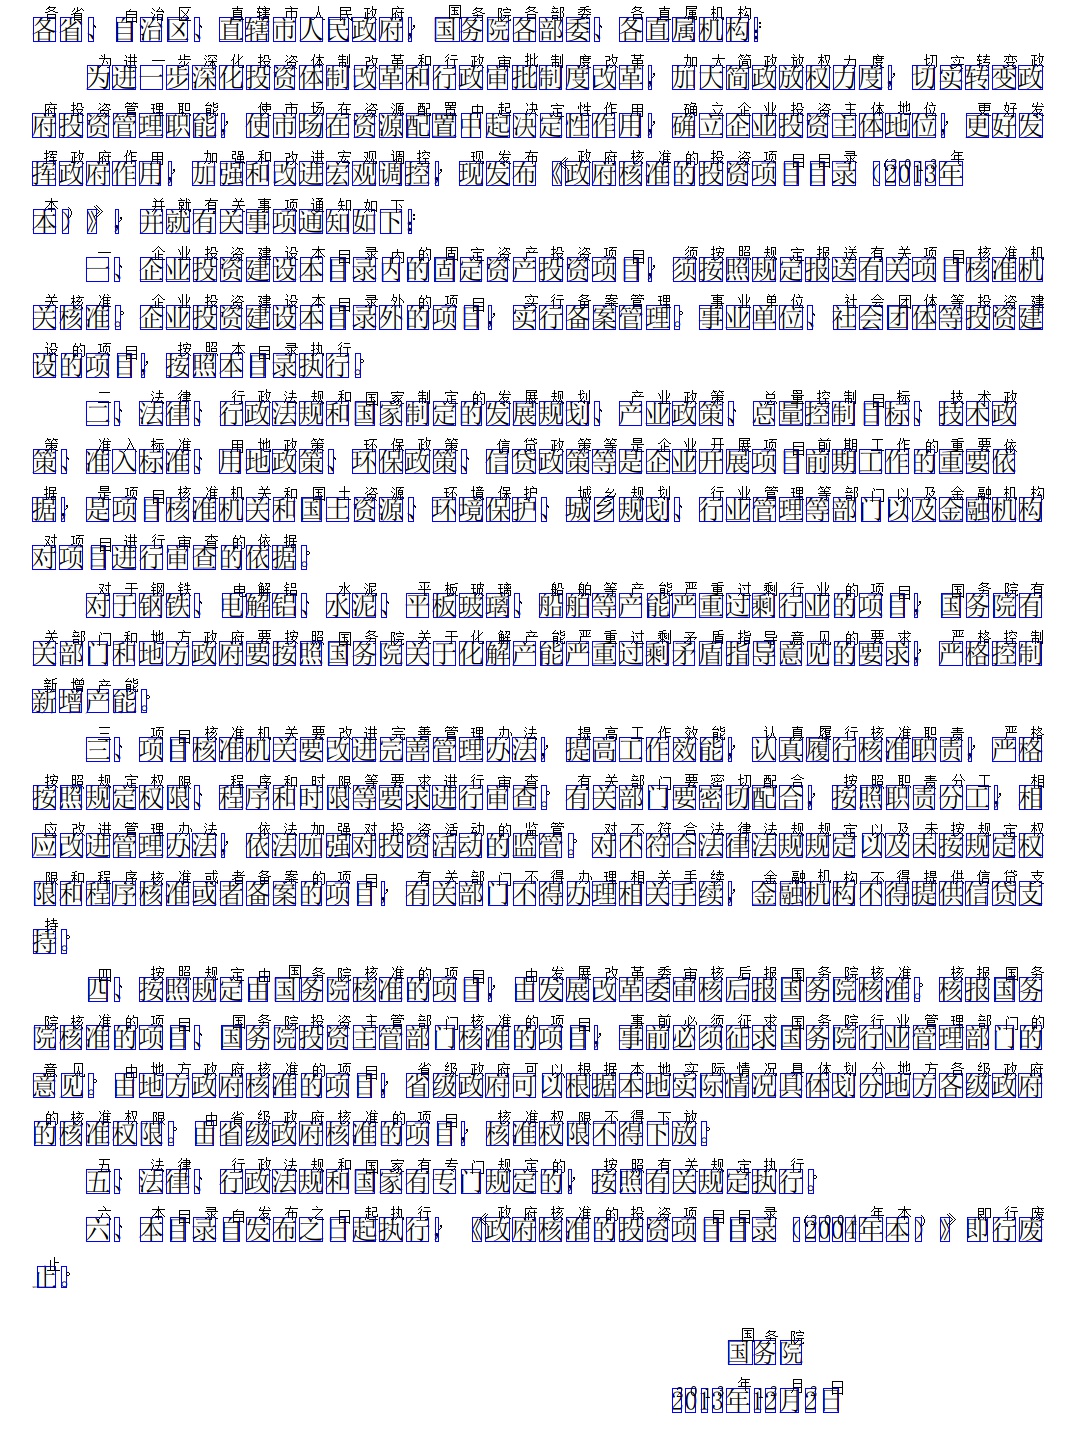 各省、自治区、直辖市人民政府，国务院各部委、各直属机构：
为进一步深化投资体制改革和行政审批制度改革，加大简政放权力度，切实转变政
府投资管理职能，使市场在资源配置中起决定性作用，确立企业投资主体地位，更好发
挥政府作用，加强和改进宏观调控，现发布《政府核准的投资项目目录（2013年
本）》，并就有关事项通知如下：
一、企业投资建设本目录内的固定资产投资项目，须按照规定报送有关项目核准机
关核准。企业投资建设本目录外的项目，实行备案管理。事业单位、社会团体等投资建
设的项目，按照本目录执行。
二、法律、行政法规和国家制定的发展规划、产业政策、总量控制目标、技术政
策、准入标准、用地政策、环保政策、信贷政策等是企业开展项目前期工作的重要依
据，是项目核准机关和国土资源、环境保护、城乡规划、行业管理等部门以及金融机构
对项目进行审查的依据。
对于钢铁、电解铝、水泥、平板玻璃、船舶等产能严重过剩行业的项目，国务院有
关部门和地方政府要按照国务院关于化解产能严重过剩矛盾指导意见的要求，严格控制
新增产能。
三、项目核准机关要改进完善管理办法，提高工作效能，认真履行核准职责，严格
按照规定权限、程序和时限等要求进行审查。有关部门要密切配合，按照职责分工，相
应改进管理办法，依法加强对投资活动的监管。对不符合法律法规规定以及未按规定权
限和程序核准或者备案的项目，有关部门不得办理相关手续，金融机构不得提供信贷支
持。
四、按照规定由国务院核准的项目，由发展改革委审核后报国务院核准。核报国务
院核准的项目、国务院投资主管部门核准的项目，事前必须征求国务院行业管理部门的
意见。由地方政府核准的项目，省级政府可以根据本地实际情况具体划分地方各级政府
的核准权限。由省级政府核准的项目，核准权限不得下放。
五、法律、行政法规和国家有专门规定的，按照有关规定执行。
六、本目录自发布之日起执行，《政府核准的投资项目目录（2004年本）》即行废
止。
国务院
2013年12月2日